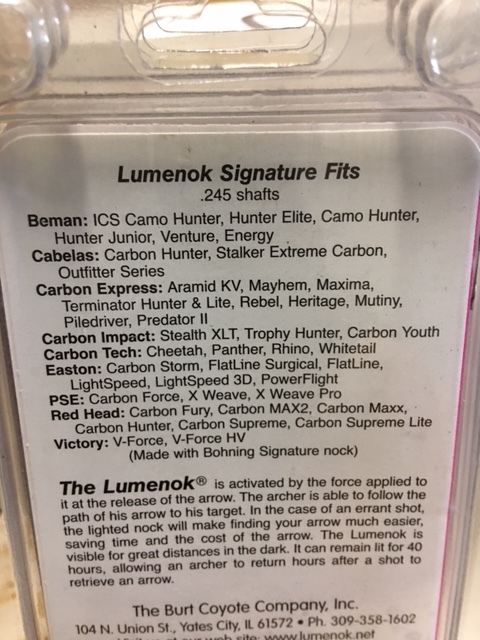 Lumenok Signature Fits
.245 shafts
Beman: ICS Camo Hunter, Hunter Elite, Camo Hunter,
Hunter Junior, Venture, Energy
Cabelas: Carbon Hunter, Stalker Extreme Carbon,
Outfitter Series
Carbon Express: Aramid KV, Mayhem, Maxima,
Terminator Hunter & Lite, Rebel, Heritage, Mutiny,
Piledriver, Predator II
Carbon Impact: Stealth XLT, Trophy Hunter, Carbon Youth
Carbon Tech: Cheetah, Panther, Rhino, Whitetail
Easton: Carbon Storm, FlatLine Surgical, FlatLine,
LightSpeed, LightSpeed 3D, PowerFlight
PSE: Carbon Force, X Weave, X Weave Pro
Red Head: Carbon Fury, Carbon MAX2, Carbon Maxx,
Carbon Hunter, Carbon Supreme, Carbon Supreme Lite
Victory: V-Force, V-Force HV
(Made with Bohning Signature nock)
The Lumenok® is activated by the force applied to
it at the release of the arrow. The archer is able to follow the
path of his arrow to his target. In the case of an errant shot,
the lighted nock will make finding your arrow much easier,
saving time and the cost of the arrow. The Lumenok is
visible for great distances in the dark. It can remain lit for 40
hours, allowing an archer to return hours after a shot to
retrieve an arrow.
The Burt Coyote Company, Inc.
104 N. Union St., Yates City, IL 61572 • Ph. 309-358-1602
web site: www.lumenok.net